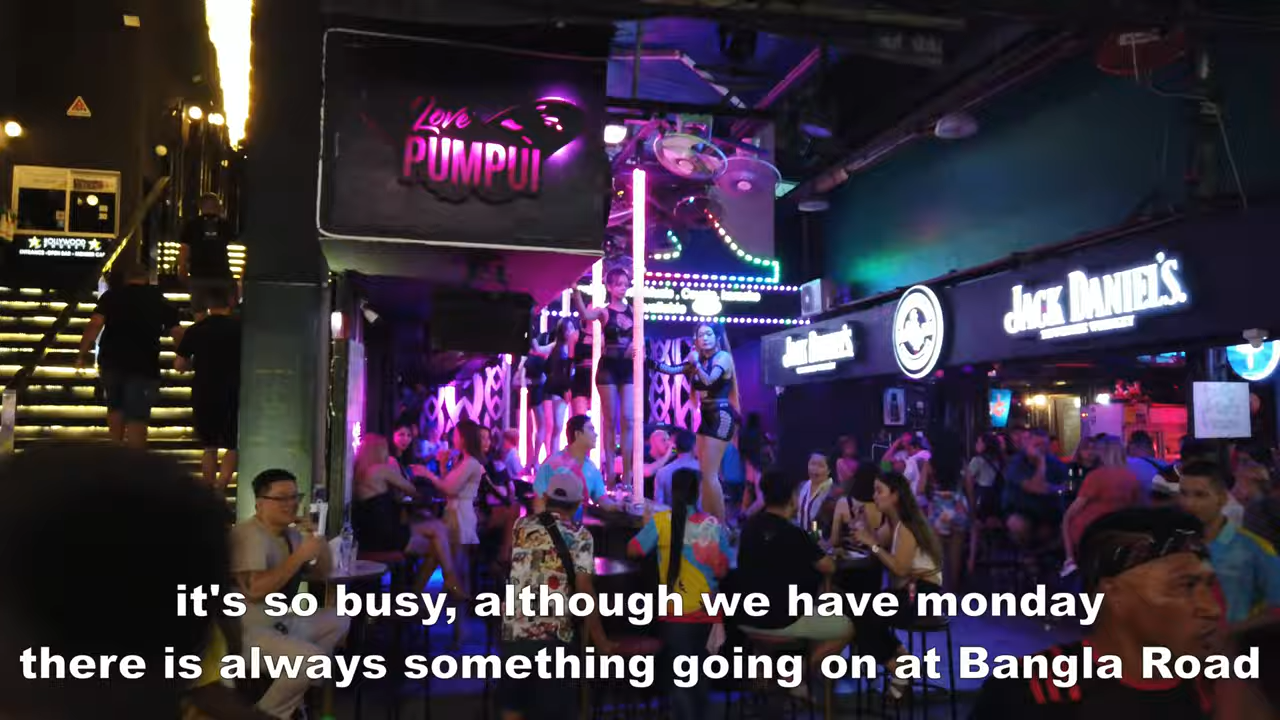 Love
PUMPUI
Hollywood
JACK DANIEL'S
JACK DANIEL'S
it's so busy, although we have monday
there is always something going on at Bangla Road